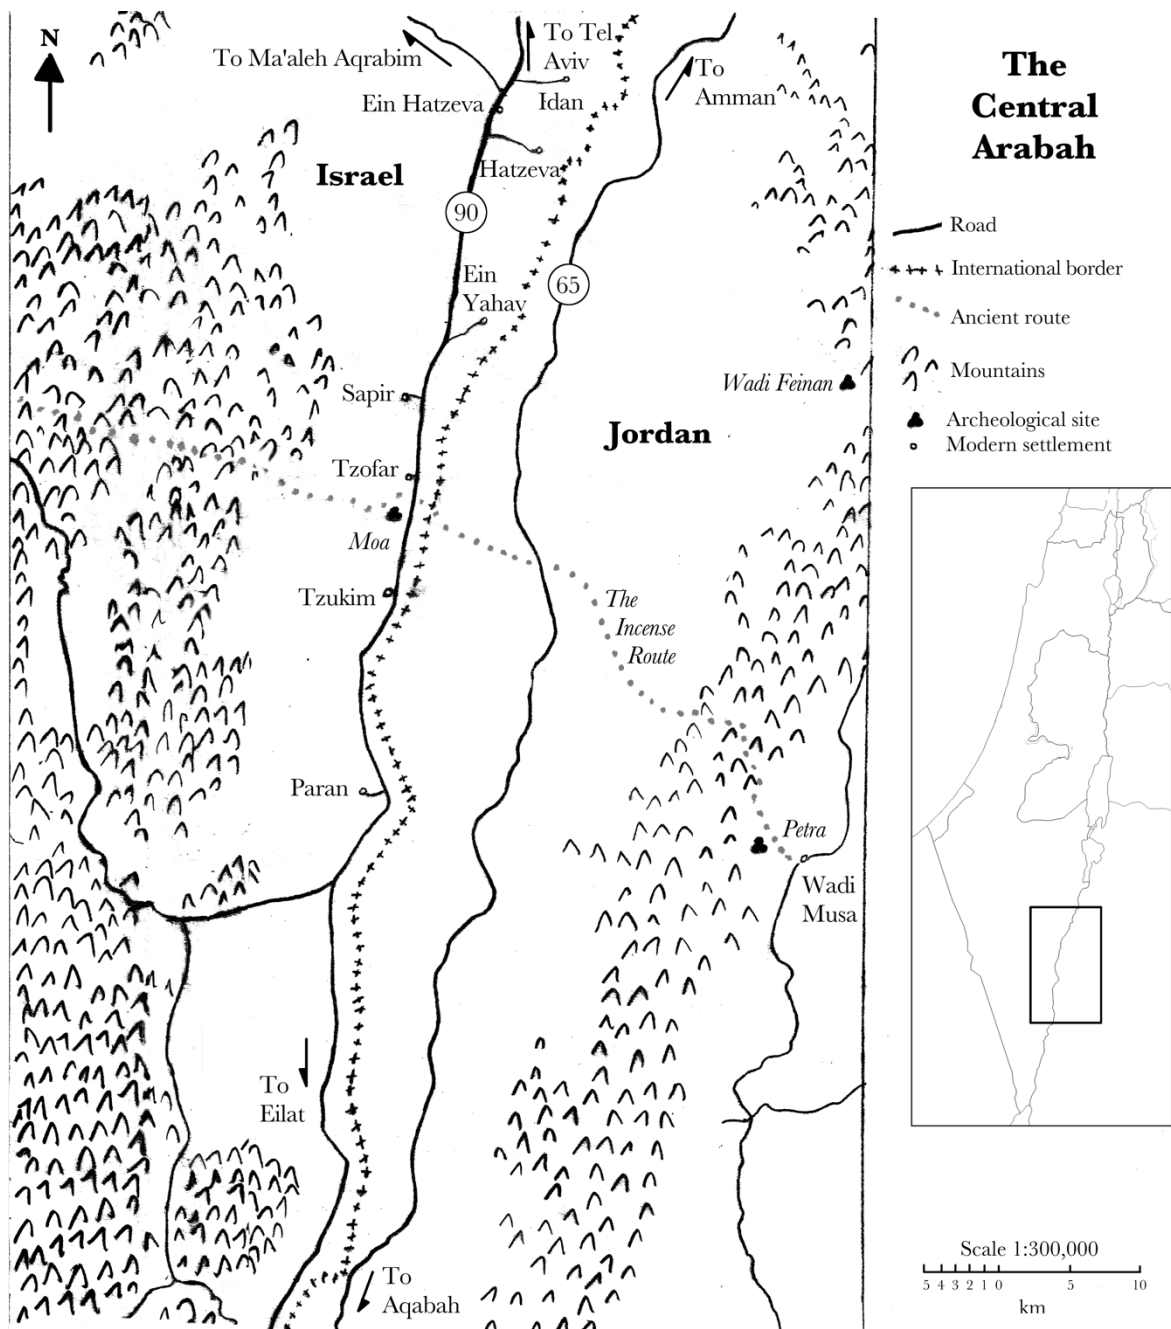 N
To Ma'aleh Aqrabim
To Tel
Aviv
To
Amman
Ein Hatzeva
Idan
Israel
Hatzeva
90
65
Ein
Yahav
Sapir
Wadi Feinan
Jordan
Tzofar
Moa
Tzukim
The
Incense
Route
Paran
Petra
Wadi
Musa
To
Eilat
To
Aqabah
The
Central
Arabah
Road
International border
Ancient route
Mountains
Archeological site
Modern settlement
Scale 1:300,000
5 4 3 2 1 0 5 10
km